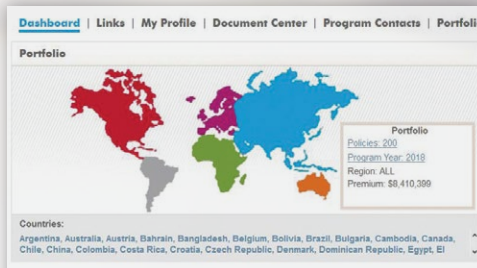 Dashboard | Links | My Profile | Document Center | Program Contacts | Portfoli
Portfolio
Portfolio
Policies: 200
Program Year: 2018
Region: ALL
Premium: $8,410,399
Countries:
Argentina, Australia, Austria, Bahrain, Bangladesh, Belgium, Bolivia, Brazil, Bulgaria, Cambodia, Canada,
Chile, China, Colombia, Costa Rica, Croatia, Czech Republic, Denmark, Dominican Republic, Egypt, El